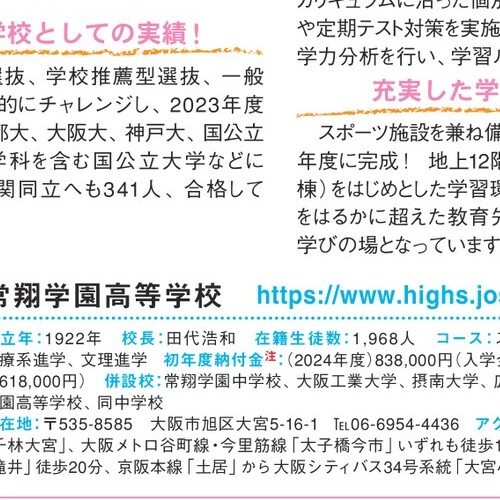 学校としての実績！
選抜、学校推薦型選抜、一般
的にチャレンジし、2023年度
都大、大阪大、神戸大、国公立
学科を含む国公立大学などに
関同立へも341人、合格して
カリキュラムに沿った個別
や定期テスト対策を実施
学力分析を行い、学習ノ
充実した学
スポーツ施設を兼ね備
年度に完成！ 地上12階
棟）をはじめとした学習環
をはるかに超えた教育
学びの場となっています
常翔学園高等学校 https://www.highs.jos
立年：1922年 校長：田代浩和 在籍生徒数：1,968人 コース：
療系進学、文理進学 初年度納付金注：（2024年度）838,000円（入学金
618,000円） 併設校：常翔学園中学校、大阪工業大学、摂南大学、広
園高等学校、同中学校
在地：〒535-8585 大阪市旭区大宮5-16-1 ℡06-6954-4436 アク
千林大宮」、大阪メトロ谷町線・今里筋線「太子橋今市」いずれも徒歩1
滝井」徒歩20分、京阪本線「土居」から大阪シティバス34号系統「大宮